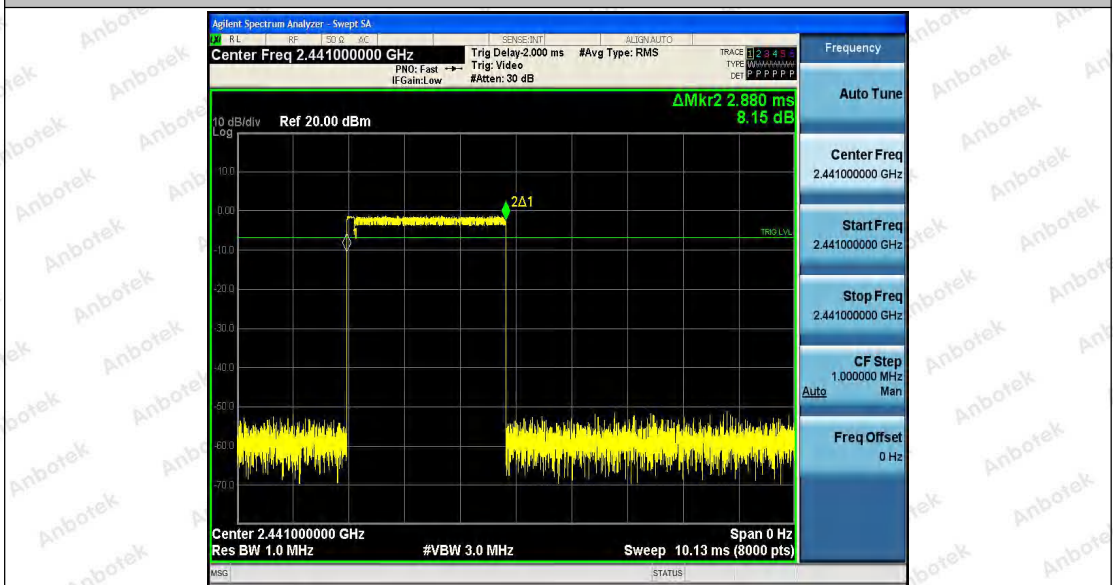 Agilent Spectrum Analyzer - Swept SA
LXI RL RF 50 Ω AC SENSE:INT ALIGN AUTO
Center Freq 2.441000000 GHz
PNO: Fast
IFGain:Low
Trig Delay-2.000 ms
Trig: Video
#Atten: 30 dB
#Avg Type: RMS
TRACE 1 2 3 4 5 6
TYPE
DET P P P P P P
ΔMkr2 2.880 ms
8.15 dB
10 dB/div Ref 20.00 dBm
Log
10.0
0.00
-10.0
-30.0
-40.0
-50.0
-60.0
-70.0
2Δ1
TRIG LVL
Center 2.441000000 GHz Span 0 Hz
Res BW 1.0 MHz #VBW 3.0 MHz Sweep 10.13 ms (8000 pts)
MSG STATUS
Frequency
Auto Tune
Center Freq
2.441000000 GHz
Start Freq
2.441000000 GHz
Stop Freq
2.441000000 GHz
CF Step
1.000000 MHz
Auto Man
Freq Offset
0 Hz
Anbotek